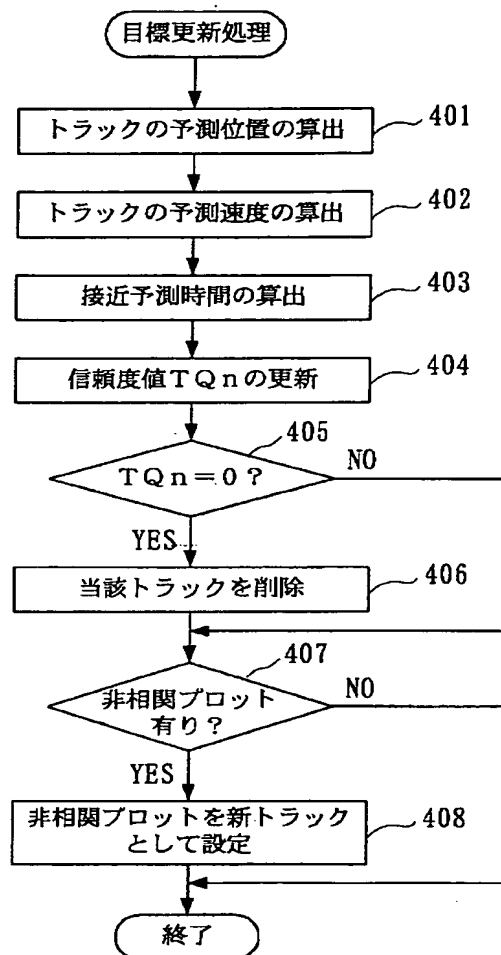 目標更新処理
トラックの予測位置の算出
401
トラックの予測速度の算出
402
接近予測時間の算出
403
信頼度値TQnの更新
404
405
TQn=0?
NO
YES
当該トラックを削除
406
407
非相関プロット
有り?
NO
YES
非相関プロットを新トラック
として設定
408
終了